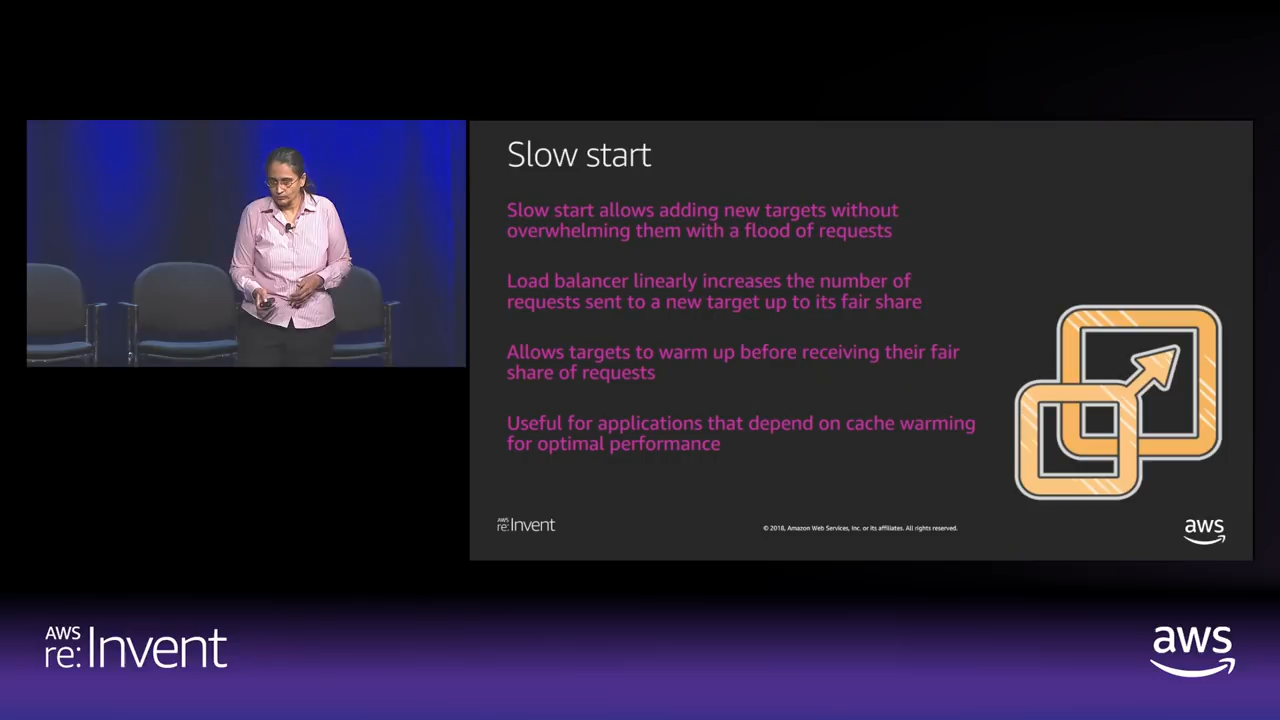 Slow start
Slow start allows adding new targets without
overwhelming them with a flood of requests
Load balancer linearly increases the number of
requests sent to a new target up to its fair share
Allows targets to warm up before receiving their fair
share of requests
Useful for applications that depend on cache warming
for optimal performance
AWS
re:Invent
© 2018, Amazon Web Services, Inc. or its affiliates. All rights reserved.
aws
AWS
re:Invent
aws